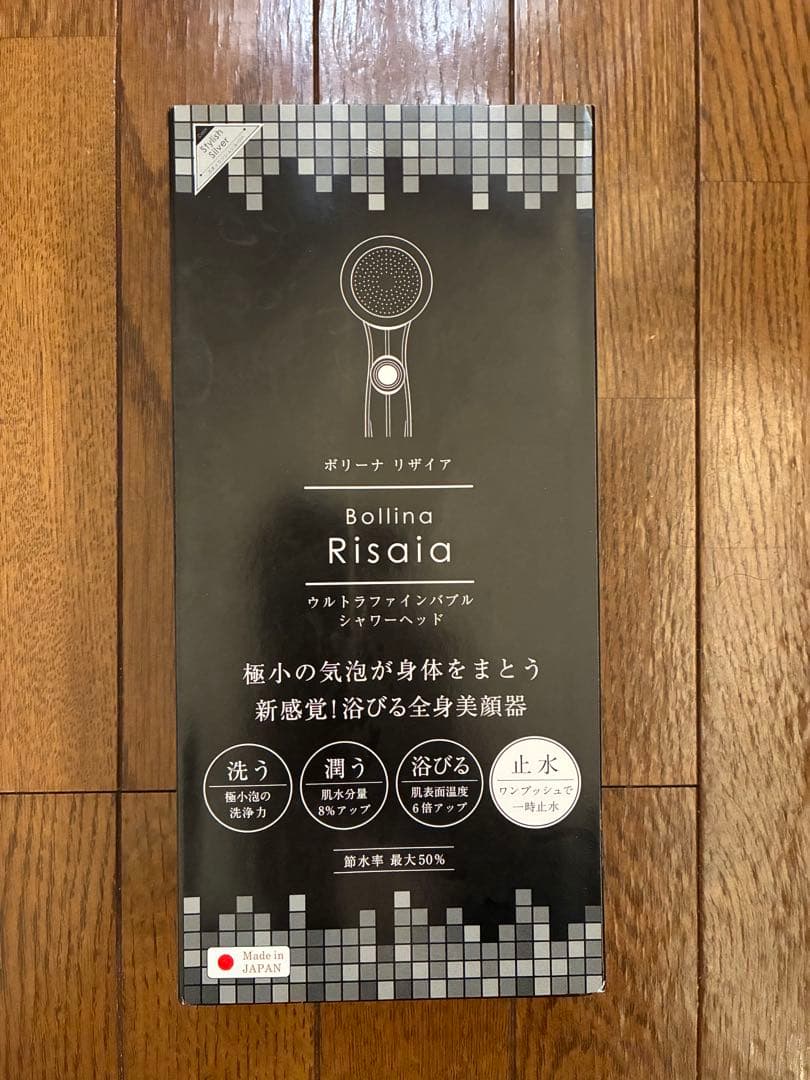 Stylish
Silver
ボリーナ リザイア
Bollina
Risaia
ウルトラファインバブル
シャワーヘッド
極小の気泡が身体をまとう
新感覚!浴びる全身美顔器
洗う
極小泡の
洗浄力
潤う
肌水分量
8%アップ
浴びる
肌表面温度
6倍アップ
止水
ワンプッシュで
一時止水
節水率 最大50%
Made in
JAPAN